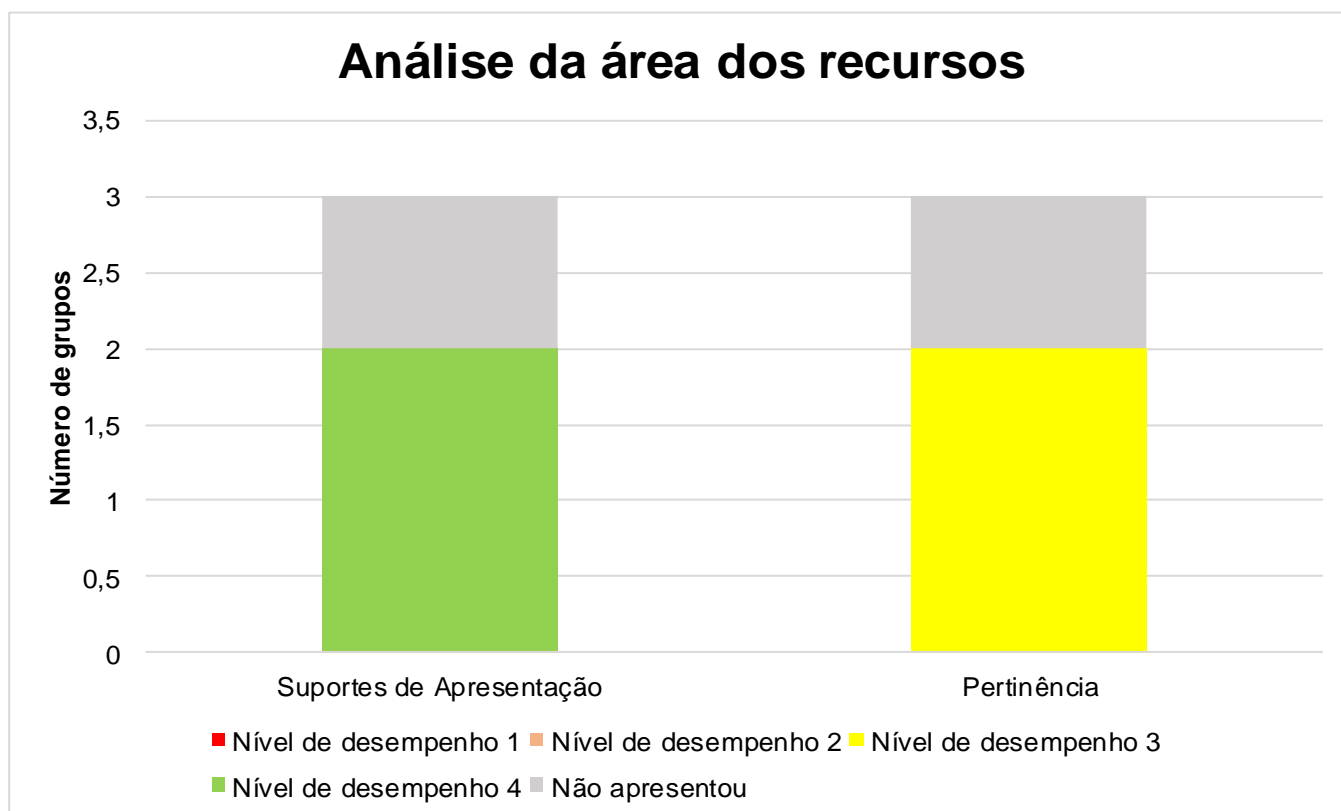 Análise da área dos recursos
Número de grupos
3,5
3
2,5
2
1,5
1
0,5
0
Suportes de Apresentação
Pertinência
Nível de desempenho 1
Nível de desempenho 2
Nível de desempenho 3
Nível de desempenho 4
Não apresentou